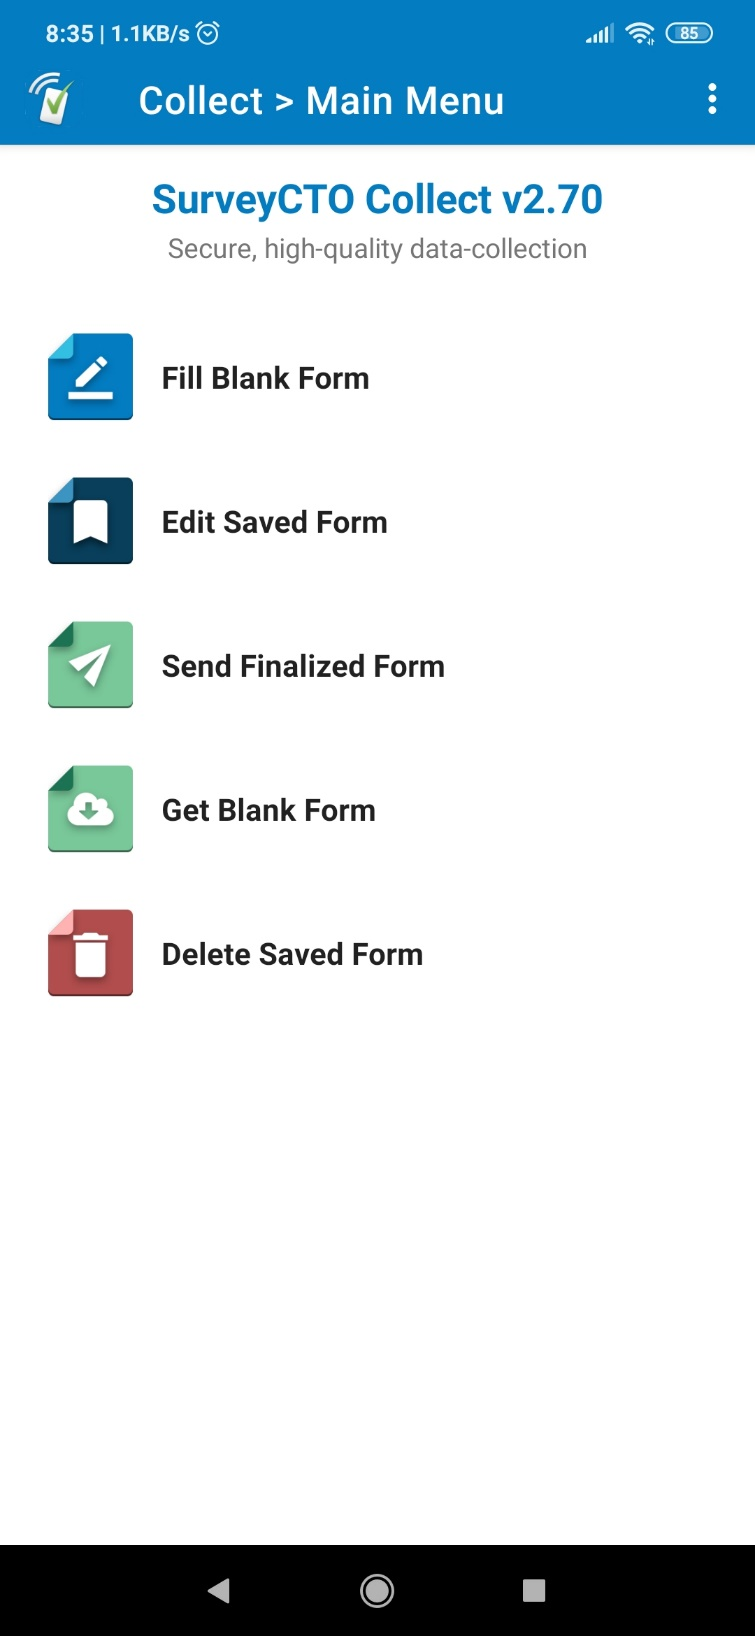 8:35 | 1.1KB/s 85
Collect > Main Menu
SurveyCTO Collect v2.70
Secure, high-quality data-collection
Fill Blank Form
Edit Saved Form
Send Finalized Form
Get Blank Form
Delete Saved Form